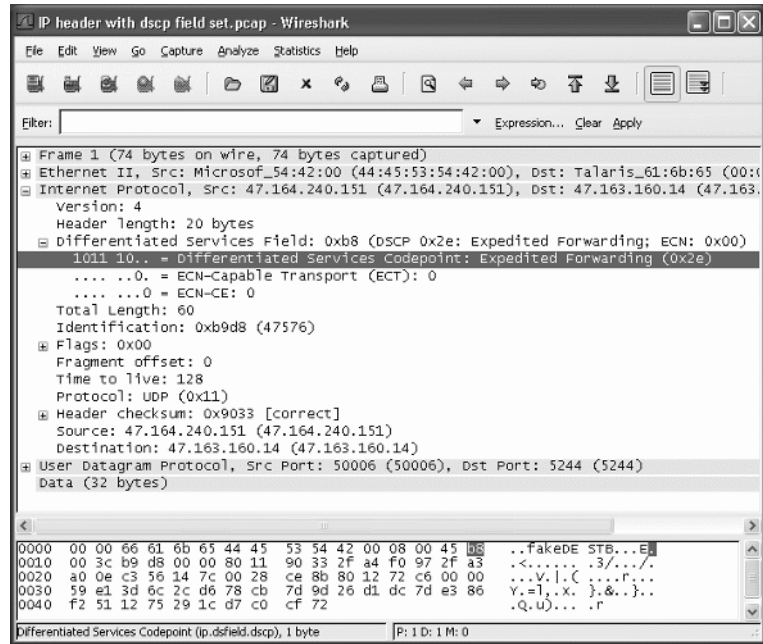 IP header with dscp field set.pcap - Wireshark
File Edit View Go Capture Analyze Statistics Help
Filter: Expression... Clear Apply
Frame 1 (74 bytes on wire, 74 bytes captured)
Ethernet II, Src: Microsof_54:42:00 (44:45:53:54:42:00), Dst: Talaris_61:6b:65 (00:(
Internet Protocol, Src: 47.164.240.151 (47.164.240.151), Dst: 47.163.160.14 (47.163.
Version: 4
Header length: 20 bytes
Differentiated Services Field: 0xb8 (DSCP 0x2e: Expedited Forwarding; ECN: 0x00)
1011 10.. = Differentiated Services Codepoint: Expedited Forwarding (0x2e)
.... ..0. = ECN-Capable Transport (ECT): 0
.... ...0 = ECN-CE: 0
Total Length: 60
Identification: 0xb9d8 (47576)
Flags: 0x00
Fragment offset: 0
Time to live: 128
Protocol: UDP (0x11)
Header checksum: 0x9033 [correct]
Source: 47.164.240.151 (47.164.240.151)
Destination: 47.163.160.14 (47.163.160.14)
User Datagram Protocol, Src Port: 50006 (50006), Dst Port: 5244 (5244)
Data (32 bytes)
0000 00 00 66 61 6b 65 44 45 53 54 42 00 08 00 45 b8 ..fakeDE STB...E.
0010 00 3c b9 d8 00 00 80 11 90 33 2f a4 f0 97 2f a3 .<...... .3/.../.
0020 a0 0e c3 56 14 7c 00 28 ce 8b 80 12 72 c6 00 00 ...V.|.( ....r...
0030 59 e1 3d 6c 2c d6 78 cb 7d 9d 26 d1 dc 7d e3 86 Y.=l,.x. }.&..}..
0040 f2 51 12 75 29 1c d7 c0 cf 72 .Q.u)... .r
Differentiated Services Codepoint (ip.dsfield.dscp), 1 byte P: 1 D: 1 M: 0